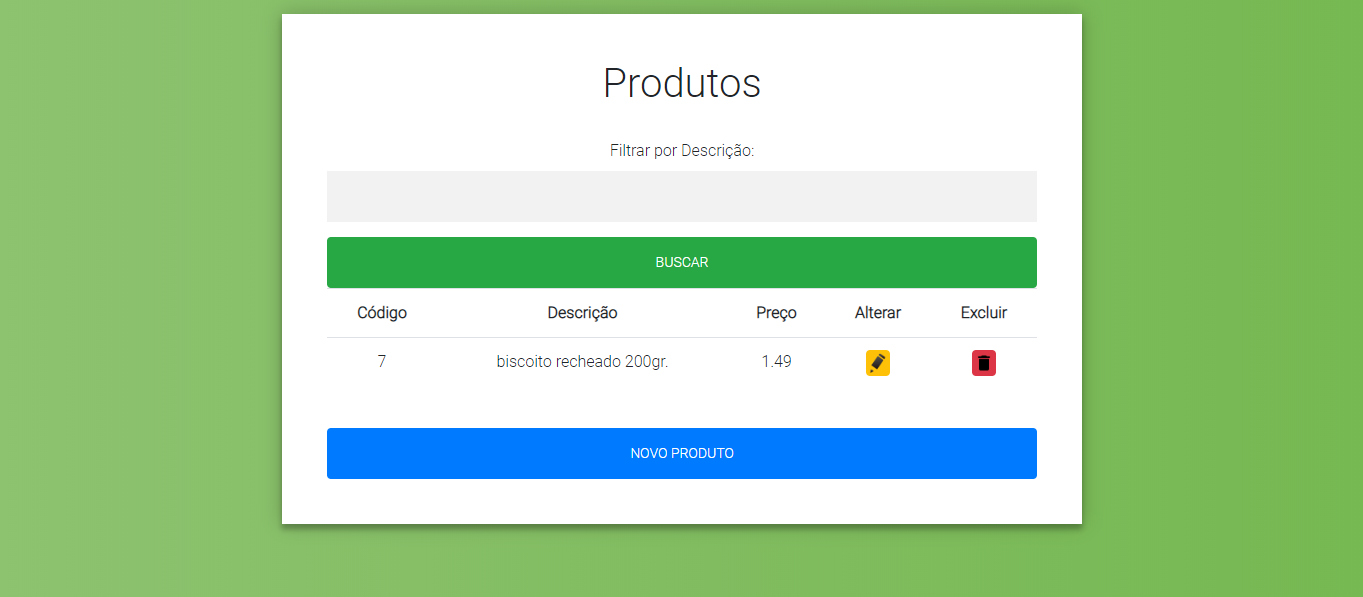 Produtos
Filtrar por Descrição:
BUSCAR
Código Descrição Preço Alterar Excluir
7 biscoito recheado 200gr. 1.49
NOVO PRODUTO